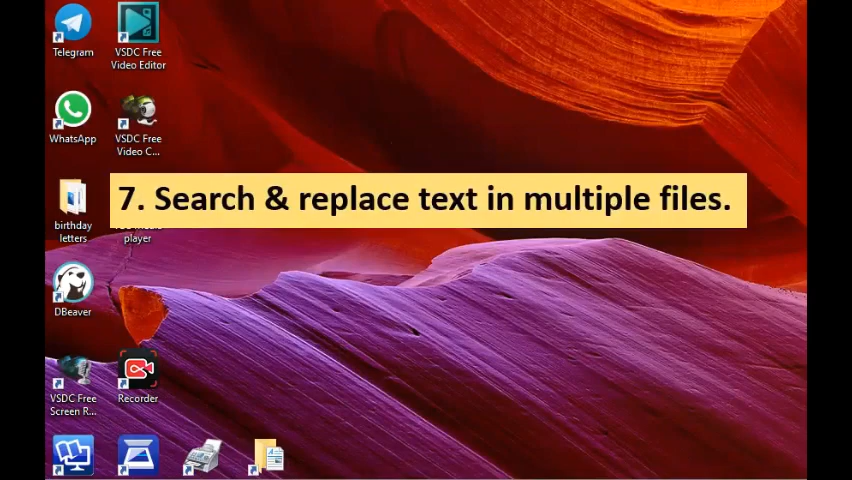 Telegram
VSDC Free
Video Editor
WhatsApp
VSDC Free
Video C...
7. Search & replace text in multiple files.
birthday
letters
player
DBeaver
VSDC Free
Screen R...
Recorder